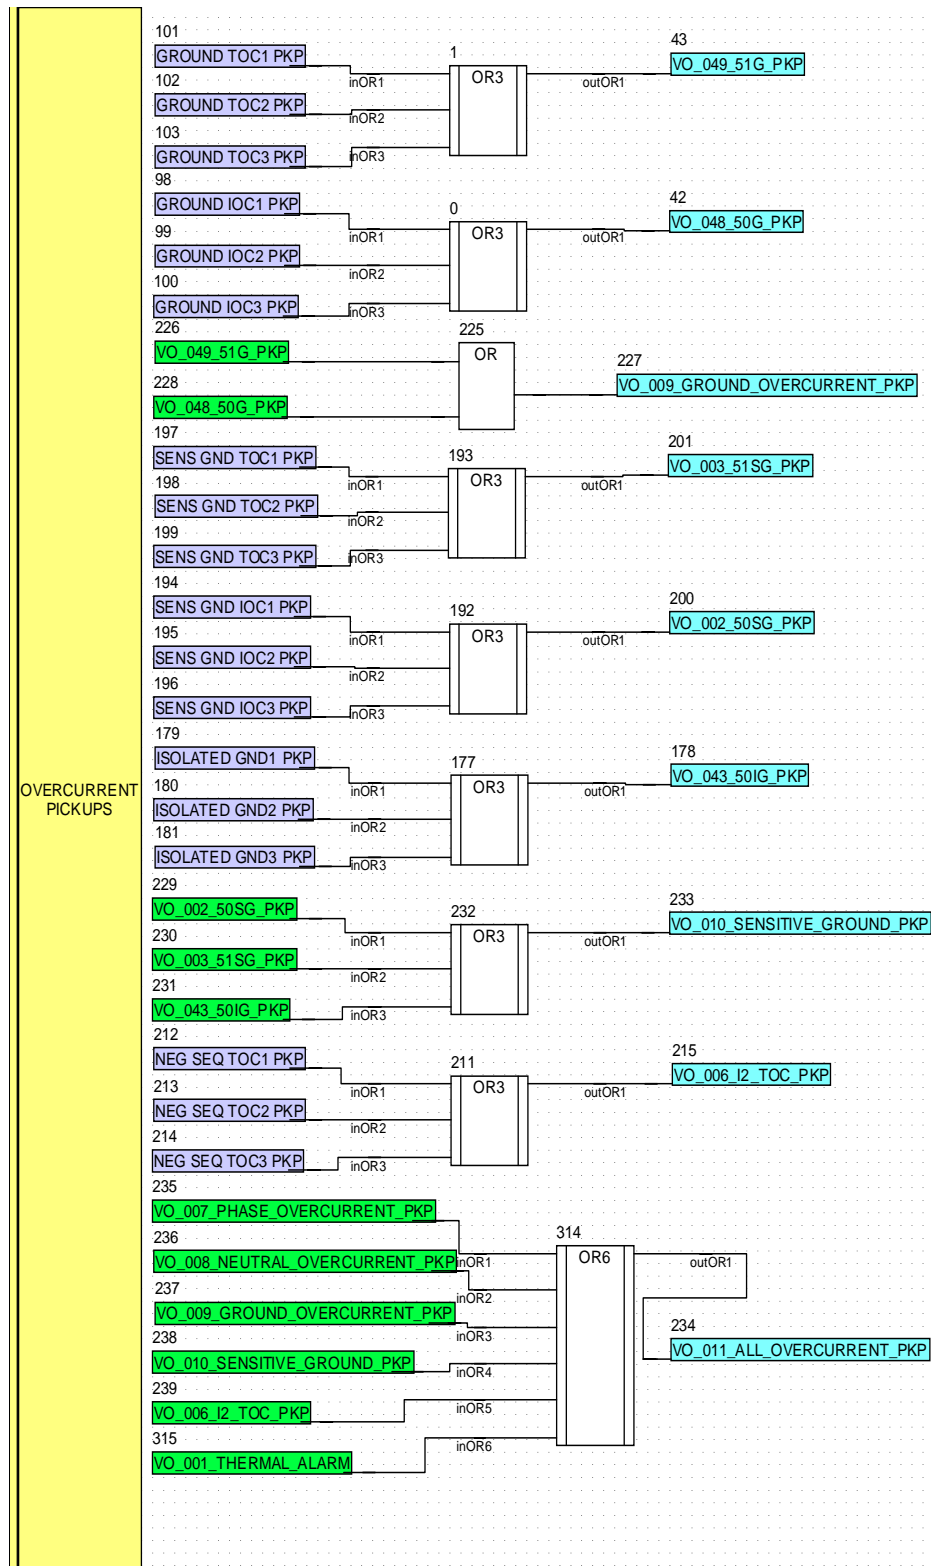 OVERCURRENT
PICKUPS
101
GROUND TOC1 PKP
102
GROUND TOC2 PKP
103
GROUND TOC3 PKP
inOR1
inOR2
inOR3
1
OR3
outOR1
43
VO_049_51G_PKP
98
GROUND IOC1 PKP
99
GROUND IOC2 PKP
100
GROUND IOC3 PKP
inOR1
inOR2
inOR3
0
OR3
outOR1
42
VO_048_50G_PKP
226
VO_049_51G_PKP
228
VO_048_50G_PKP
225
OR
227
VO_009_GROUND_OVERCURRENT_PKP
197
SENS GND TOC1 PKP
198
SENS GND TOC2 PKP
199
SENS GND TOC3 PKP
inOR1
inOR2
inOR3
193
OR3
outOR1
201
VO_003_51SG_PKP
194
SENS GND IOC1 PKP
195
SENS GND IOC2 PKP
196
SENS GND IOC3 PKP
inOR1
inOR2
inOR3
192
OR3
outOR1
200
VO_002_50SG_PKP
179
ISOLATED GND1 PKP
180
ISOLATED GND2 PKP
181
ISOLATED GND3 PKP
inOR1
inOR2
inOR3
177
OR3
outOR1
178
VO_043_50IG_PKP
229
VO_002_50SG_PKP
230
VO_003_51SG_PKP
231
VO_043_50IG_PKP
inOR1
inOR2
inOR3
232
OR3
outOR1
233
VO_010_SENSITIVE_GROUND_PKP
212
NEG SEQ TOC1 PKP
213
NEG SEQ TOC2 PKP
214
NEG SEQ TOC3 PKP
inOR1
inOR2
inOR3
211
OR3
outOR1
215
VO_006_I2_TOC_PKP
235
VO_007_PHASE_OVERCURRENT_PKP
236
VO_008_NEUTRAL_OVERCURRENT_PKP
237
VO_009_GROUND_OVERCURRENT_PKP
238
VO_010_SENSITIVE_GROUND_PKP
239
VO_006_I2_TOC_PKP
315
VO_001_THERMAL_ALARM
inOR1
inOR2
inOR3
inOR4
inOR5
inOR6
314
OR6
outOR1
234
VO_011_ALL_OVERCURRENT_PKP